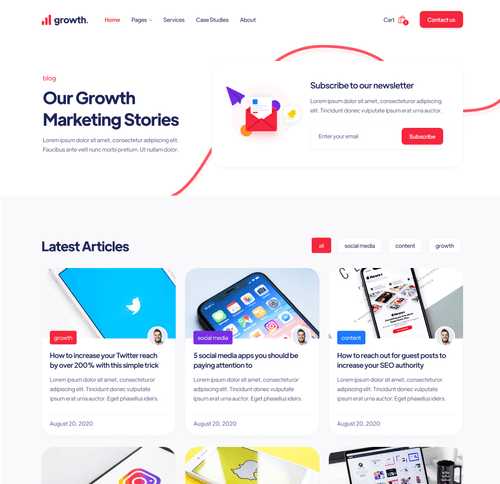 growth.
Home
Pages
Services
Case Studies
About
Cart
Contact us
blog
Our Growth
Marketing Stories
Lorem ipsum dolor sit amet, consectetur adipiscing elit.
Faucibus ante velit nunc morbi pretium. Ut nullam dolor.
Subscribe to our newsletter
Lorem ipsum dolor sit amet, consecteturor adipiscing
elit. Tincidunt donec vulputate ipsum erat urna auctor.
Enter your email
Subscribe
Latest Articles
all
social media
content
growth
growth
How to increase your Twitter reach
by over 200% with this simple trick
Lorem ipsum dolor sit amet, consecteturor
adipiscing elit. Tincidunt donec vulputate
ipsum erat urna auctor. Eget phasellus ideirs.
August 20, 2020
social media
5 social media apps you should be
paying attention to
Lorem ipsum dolor sit amet, consecteturor
adipiscing elit. Tincidunt donec vulputate
ipsum erat urna auctor. Eget phasellus ideirs.
August 20, 2020
content
How to reach out for guest posts to
increase your SEO authority
Lorem ipsum dolor sit amet, consecteturor
adipiscing elit. Tincidunt donec vulputate
ipsum erat urna auctor. Eget phasellus ideirs.
August 20, 2020